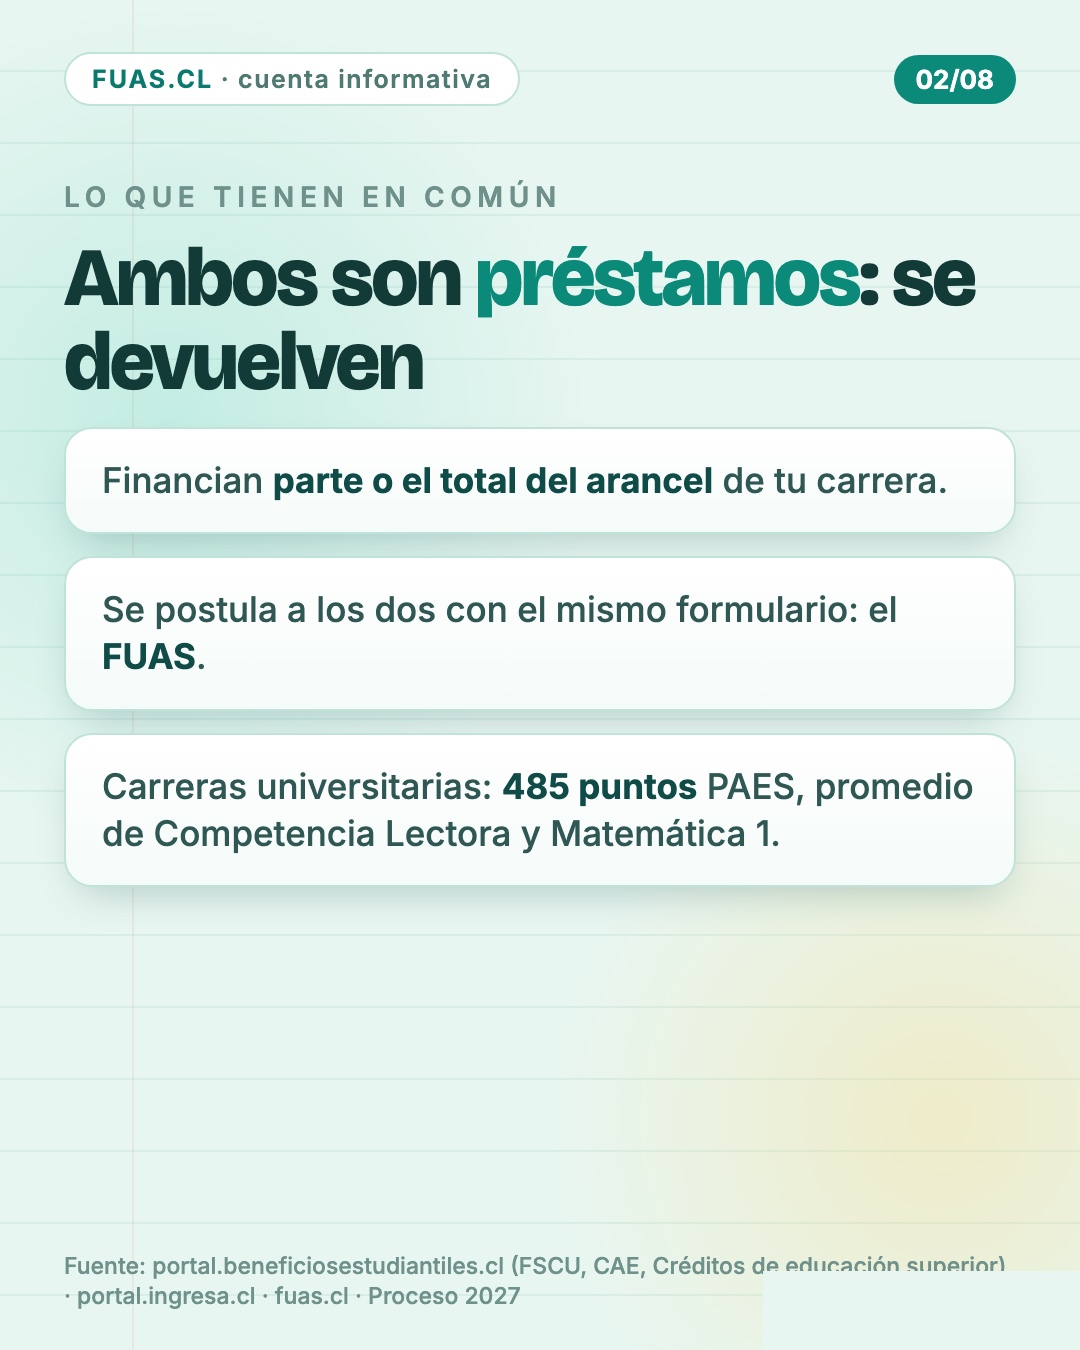 FUAS.CL · cuenta informativa
02/08
LO QUE TIENEN EN COMÚN
Ambos son préstamos: se
devuelven
Financian parte o el total del arancel de tu carrera.
Se postula a los dos con el mismo formulario: el
FUAS.
Carreras universitarias: 485 puntos PAES, promedio
de Competencia Lectora y Matemática 1.
Fuente: portal.beneficiosestudiantiles.cl (FSCU, CAE, Créditos de educación superior)
· portal.ingresa.cl · fuas.cl · Proceso 2027